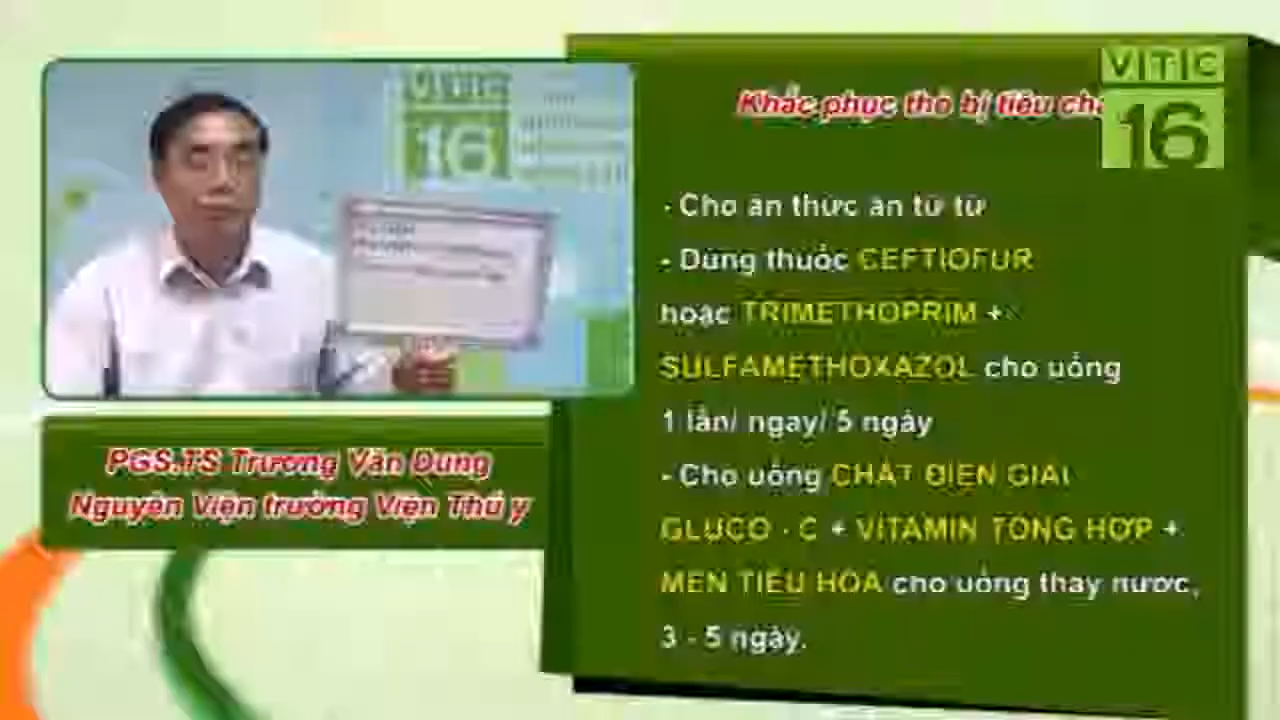 VTC
16
Khắc phục thỏ bị tiêu chả
- Cho ăn thức ăn từ từ
- Dùng thuốc CEFTIOFUR
hoặc TRIMETHOPRIM +
SULFAMETHOXAZOL cho uống
1 lần/ ngày/ 5 ngày
- Cho uống CHẤT ĐIỆN GIẢI
GLUCO - C + VITAMIN TỔNG HỢP +
MEN TIÊU HÓA cho uống thay nước,
3 - 5 ngày.
16
PGS.TS Trương Văn Dung
Nguyên Viện trưởng Viện Thú y